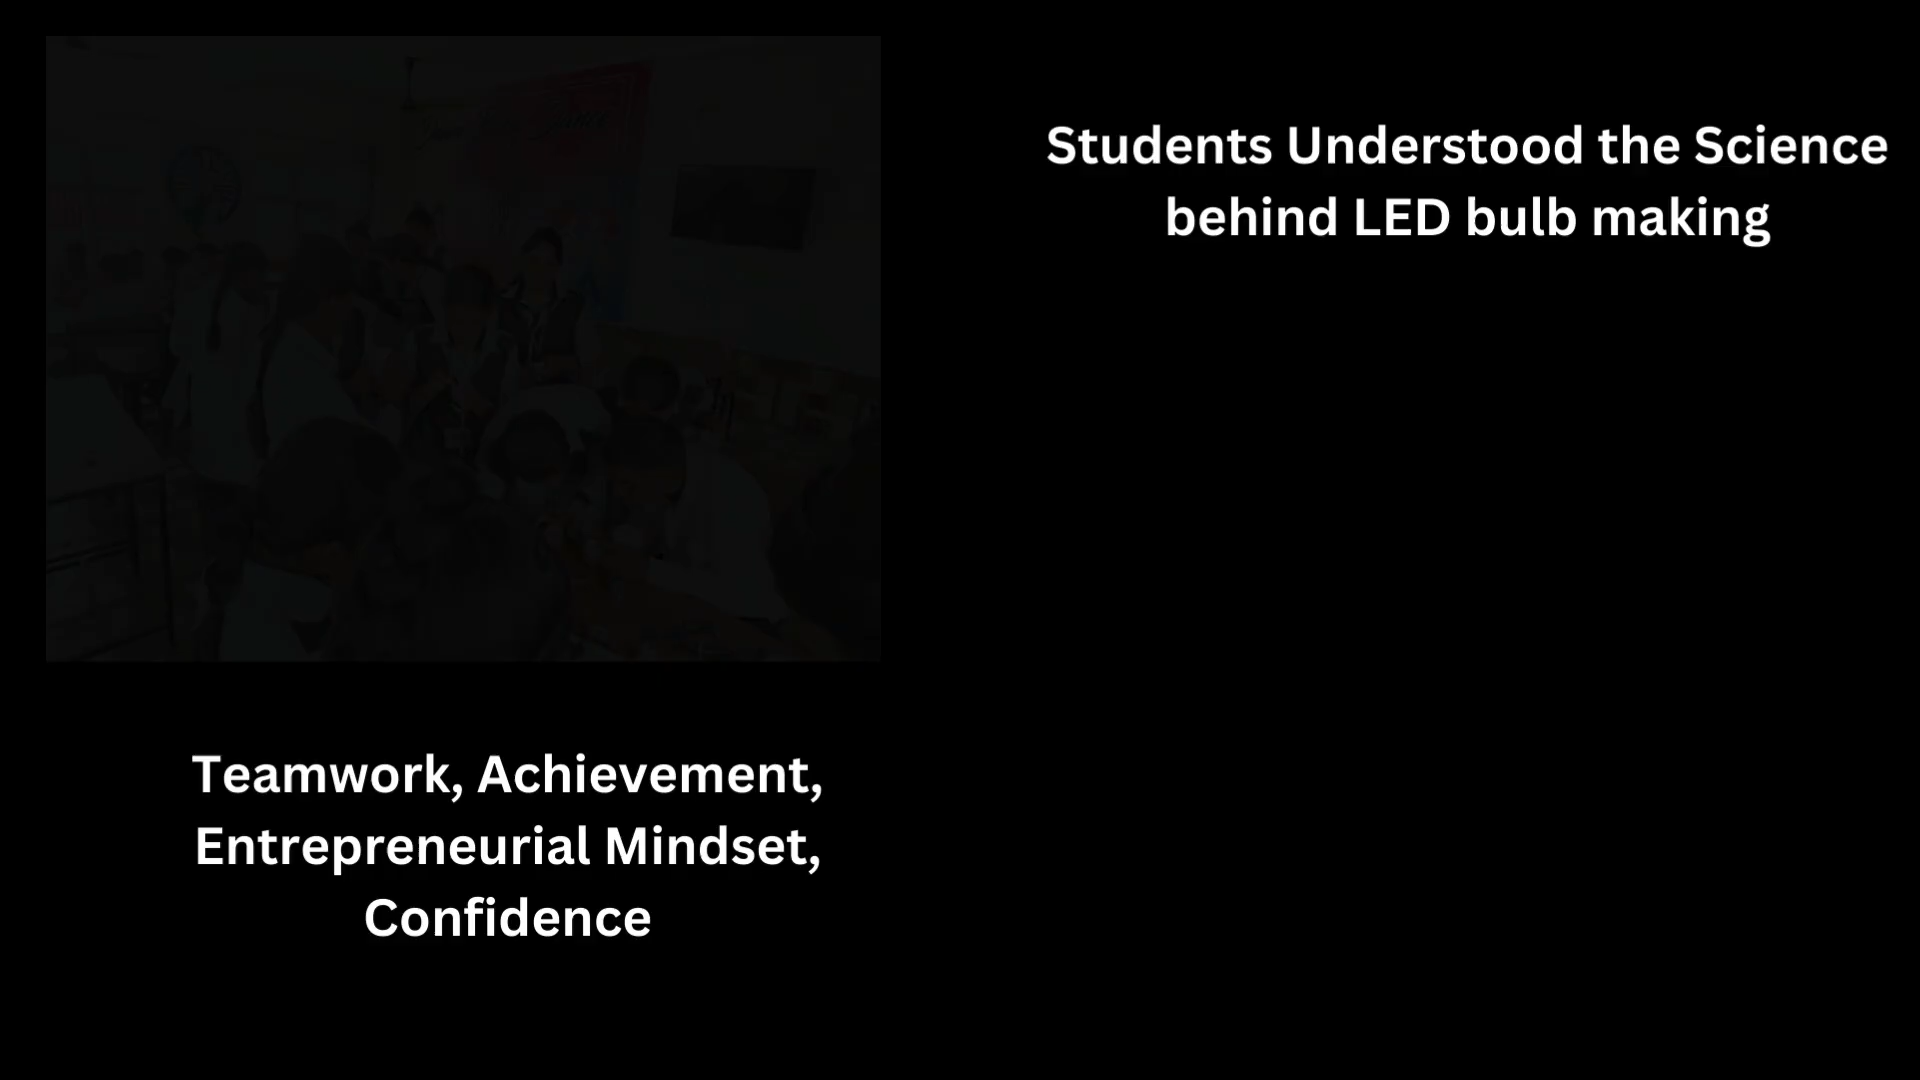 Students Understood the Science
behind LED bulb making
Teamwork, Achievement,
Entrepreneurial Mindset,
Confidence